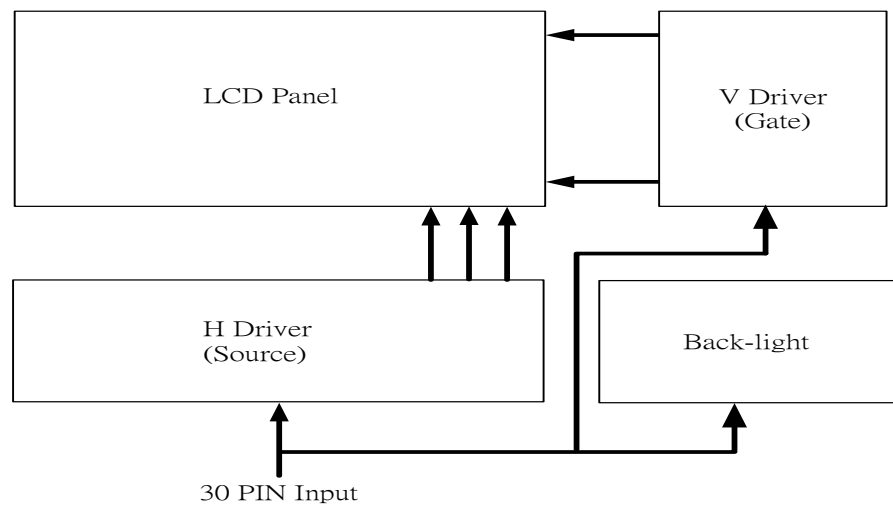 LCD Panel
V Driver
(Gate)
H Driver
(Source)
Back-light
30 PIN Input